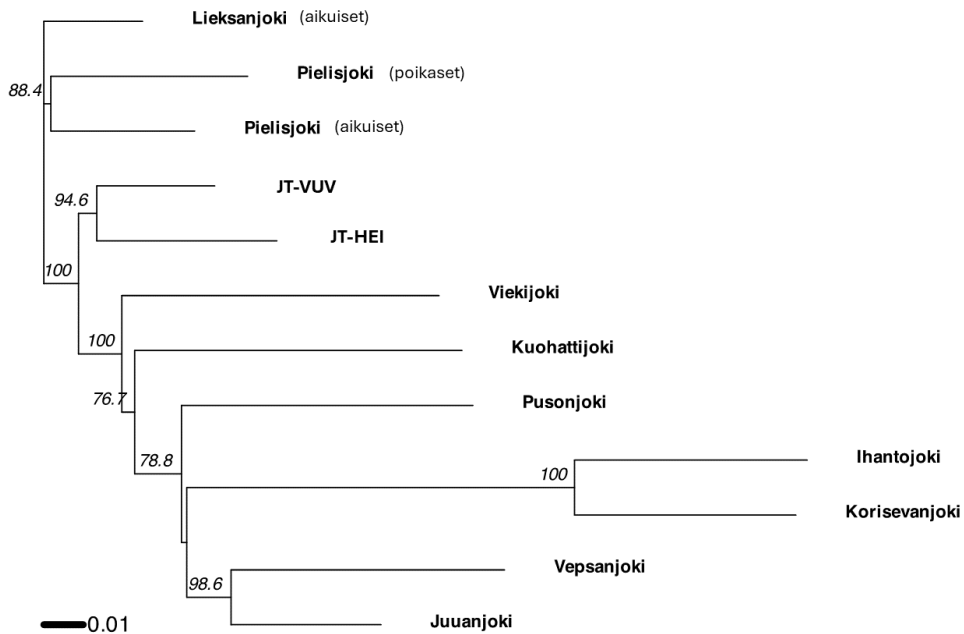 Lieksanjoki (aikuiset)
Pielisjoki (poikaset)
88.4
Pielisjoki (aikuiset)
JT-VUV
94.6
JT-HEI
100
Viekijoki
100
Kuohattijoki
76.7
Pusonjoki
78.8
Ihantojoki
100
Korisevanjoki
Vepsanjoki
98.6
Juuanjoki
0.01